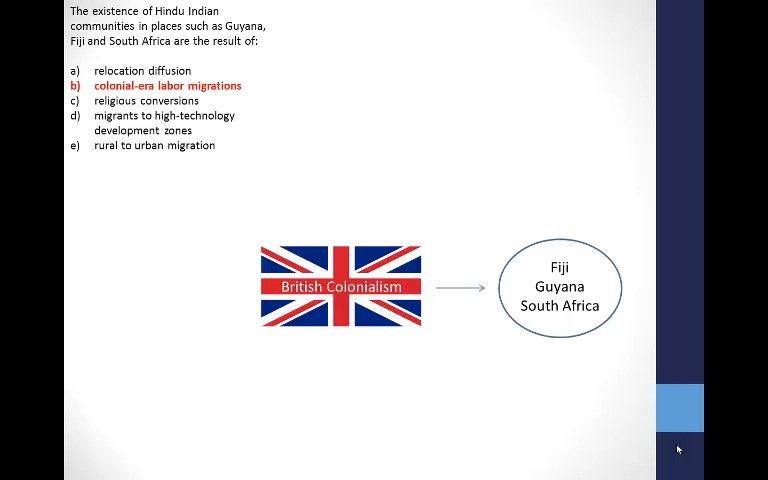 The existence of Hindu Indian
communities in places such as Guyana,
Fiji and South Africa are the result of:
a) relocation diffusion
b) colonial-era labor migrations
c) religious conversions
d) migrants to high-technology
development zones
e) rural to urban migration
British Colonialism
Fiji
Guyana
South Africa